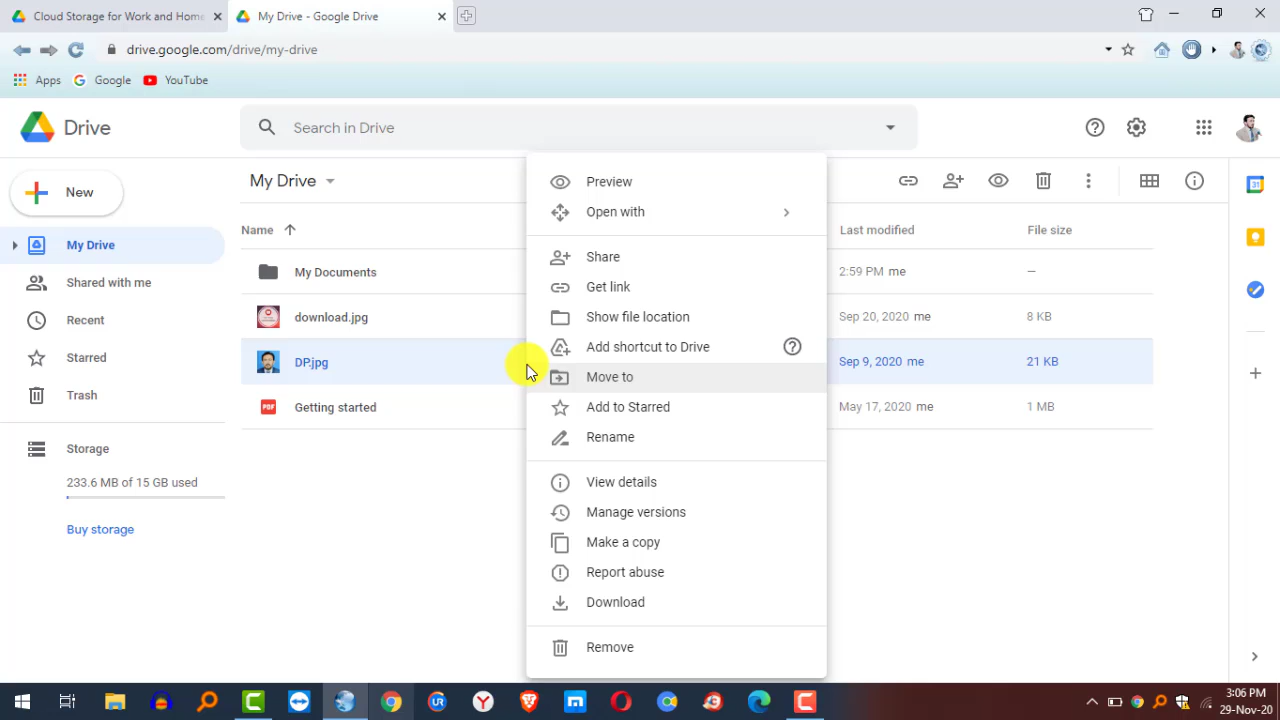 Cloud Storage for Work and Home
My Drive - Google Drive
drive.google.com/drive/my-drive
Apps
Google
YouTube
Drive
Search in Drive
New
My Drive
Name
Last modified
File size
My Drive
Shared with me
Recent
Starred
Trash
Storage
233.6 MB of 15 GB used
Buy storage
My Documents
2:59 PM me
—
download.jpg
Sep 20, 2020 me
8 KB
DP.jpg
Sep 9, 2020 me
21 KB
PDF
Getting started
May 17, 2020 me
1 MB
Preview
Open with
Share
Get link
Show file location
Add shortcut to Drive
Move to
Add to Starred
Rename
View details
Manage versions
Make a copy
Report abuse
Download
Remove
31
UR
3:06 PM
29-Nov-20